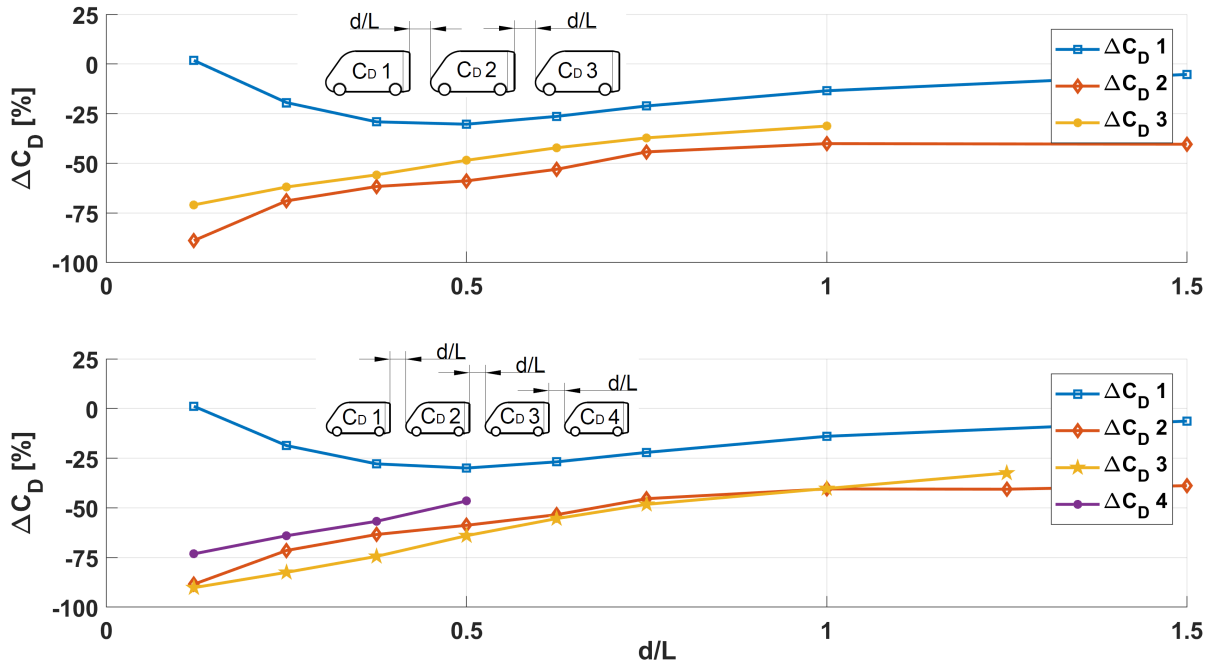 25
0
-25
-50
-75
-100
ΔC_D [%]
0
0.5
1
1.5
d/L
d/L
C_D 1
C_D 2
C_D 3
ΔC_D 1
ΔC_D 2
ΔC_D 3
25
0
-25
-50
-75
-100
ΔC_D [%]
0
0.5
1
1.5
d/L
d/L
d/L
d/L
C_D 1
C_D 2
C_D 3
C_D 4
ΔC_D 1
ΔC_D 2
ΔC_D 3
ΔC_D 4